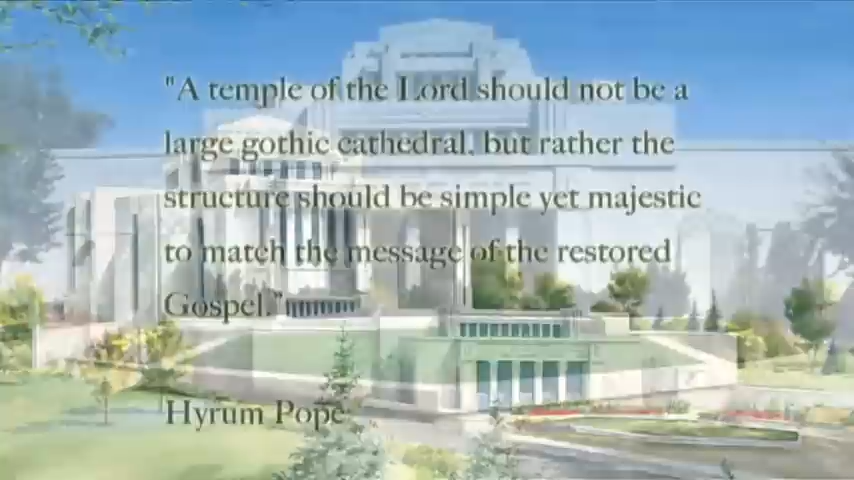 "A temple of the Lord should not be a
large gothic cathedral, but rather the
structure should be simple yet majestic
to match the message of the restored
Gospel."
Hyrum Pope